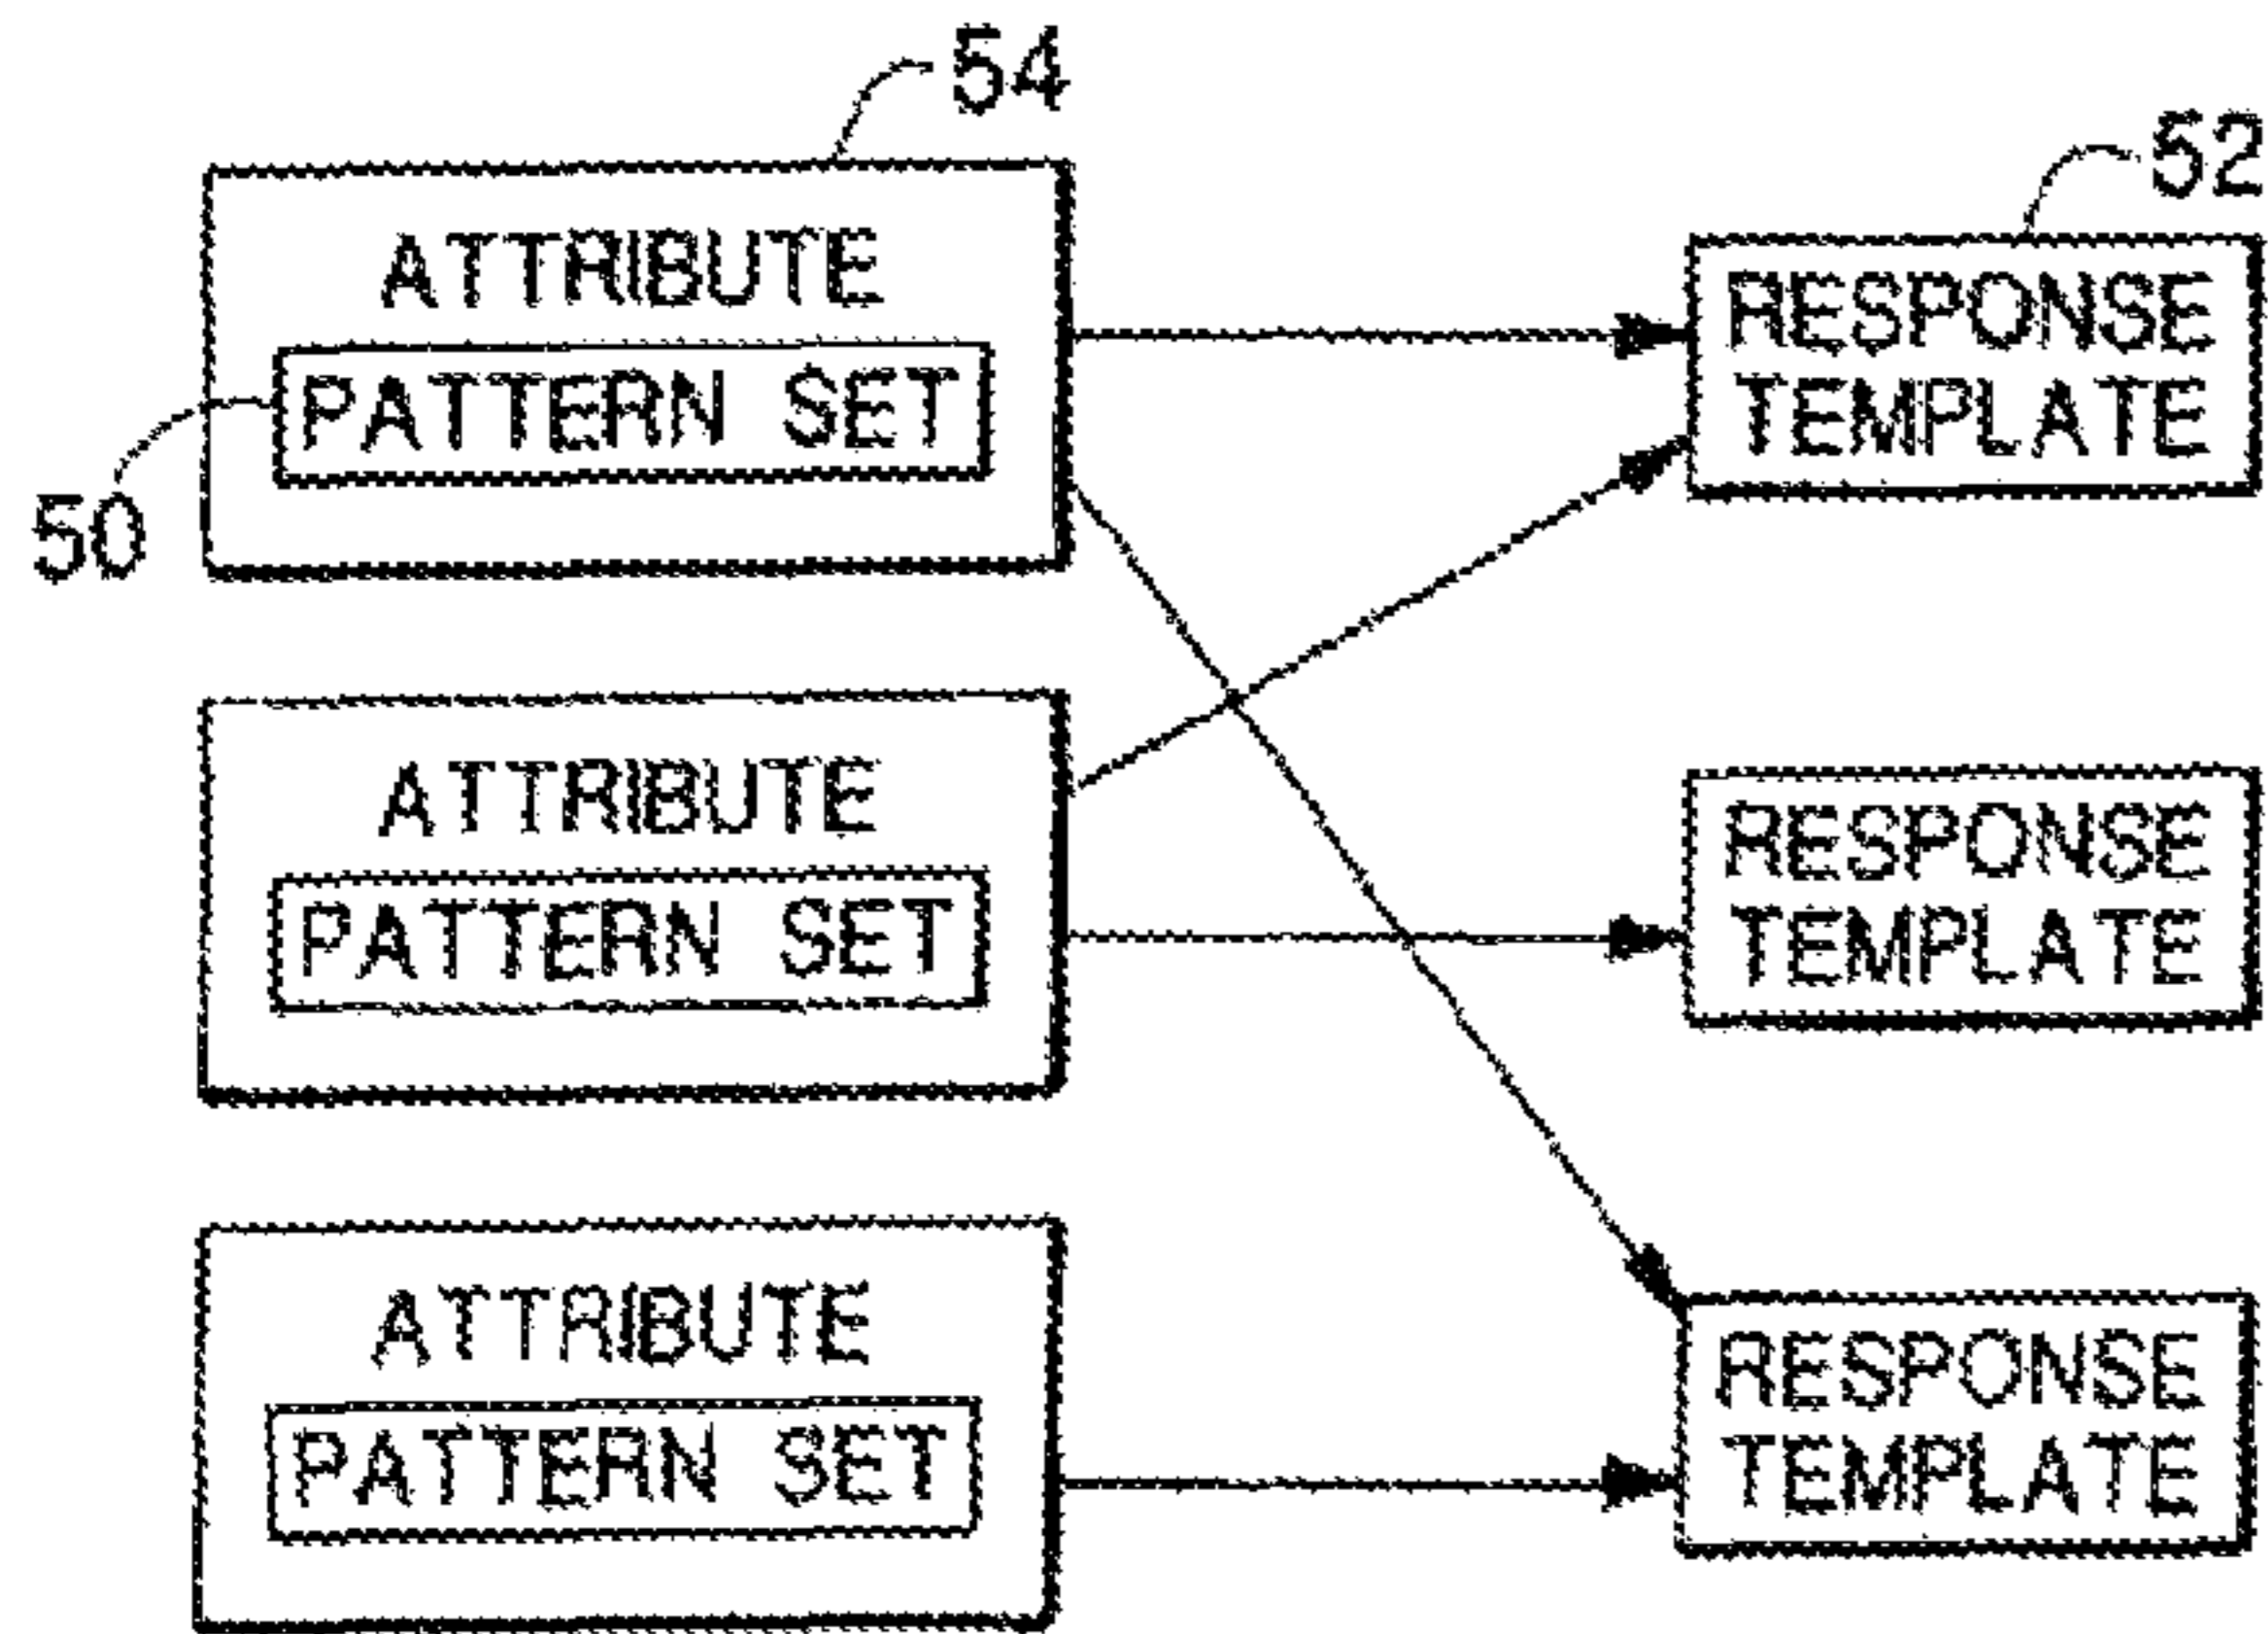 54
52
ATTRIBUTE
PATTERN SET
50
RESPONSE
TEMPLATE
ATTRIBUTE
PATTERN SET
RESPONSE
TEMPLATE
ATTRIBUTE
PATTERN SET
RESPONSE
TEMPLATE